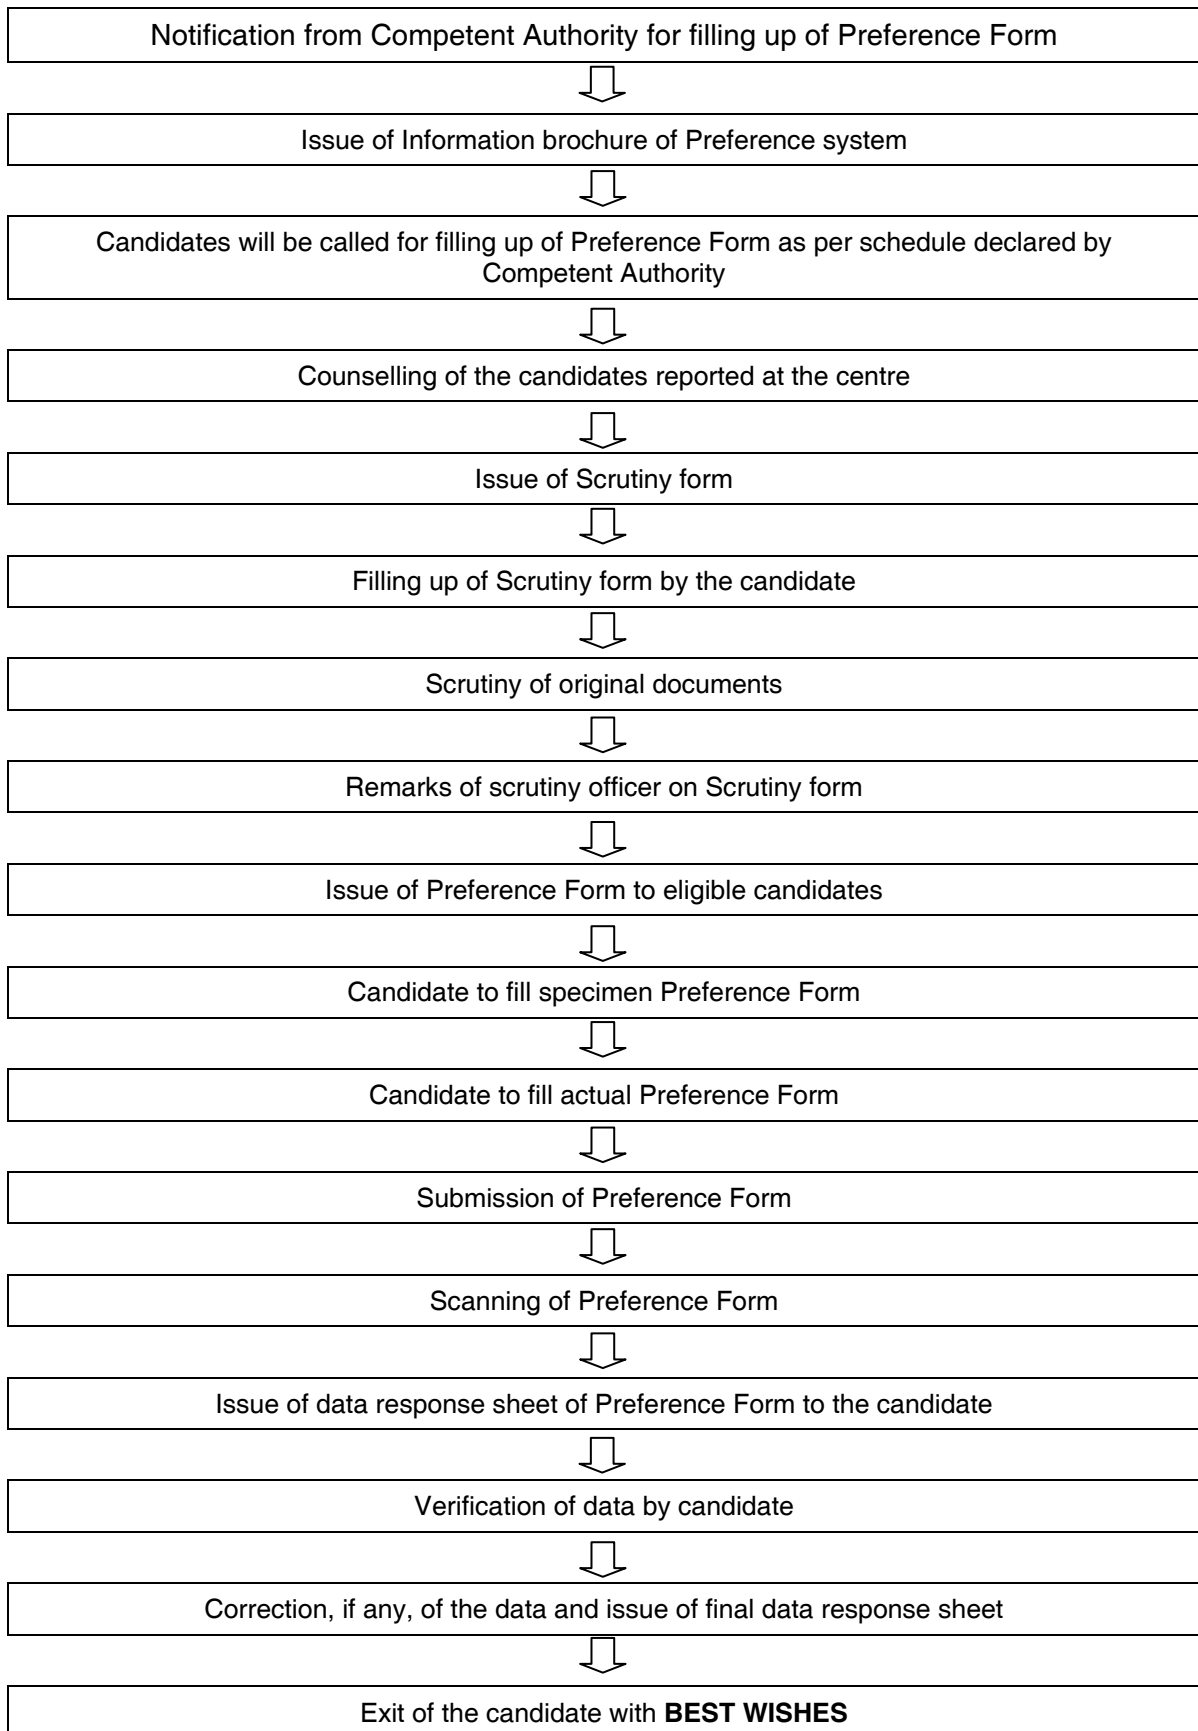 Notification from Competent Authority for filling up of Preference Form
Issue of Information brochure of Preference system
Candidates will be called for filling up of Preference Form as per schedule declared by
Competent Authority
Counselling of the candidates reported at the centre
Issue of Scrutiny form
Filling up of Scrutiny form by the candidate
Scrutiny of original documents
Remarks of scrutiny officer on Scrutiny form
Issue of Preference Form to eligible candidates
Candidate to fill specimen Preference Form
Candidate to fill actual Preference Form
Submission of Preference Form
Scanning of Preference Form
Issue of data response sheet of Preference Form to the candidate
Verification of data by candidate
Correction, if any, of the data and issue of final data response sheet
Exit of the candidate with BEST WISHES